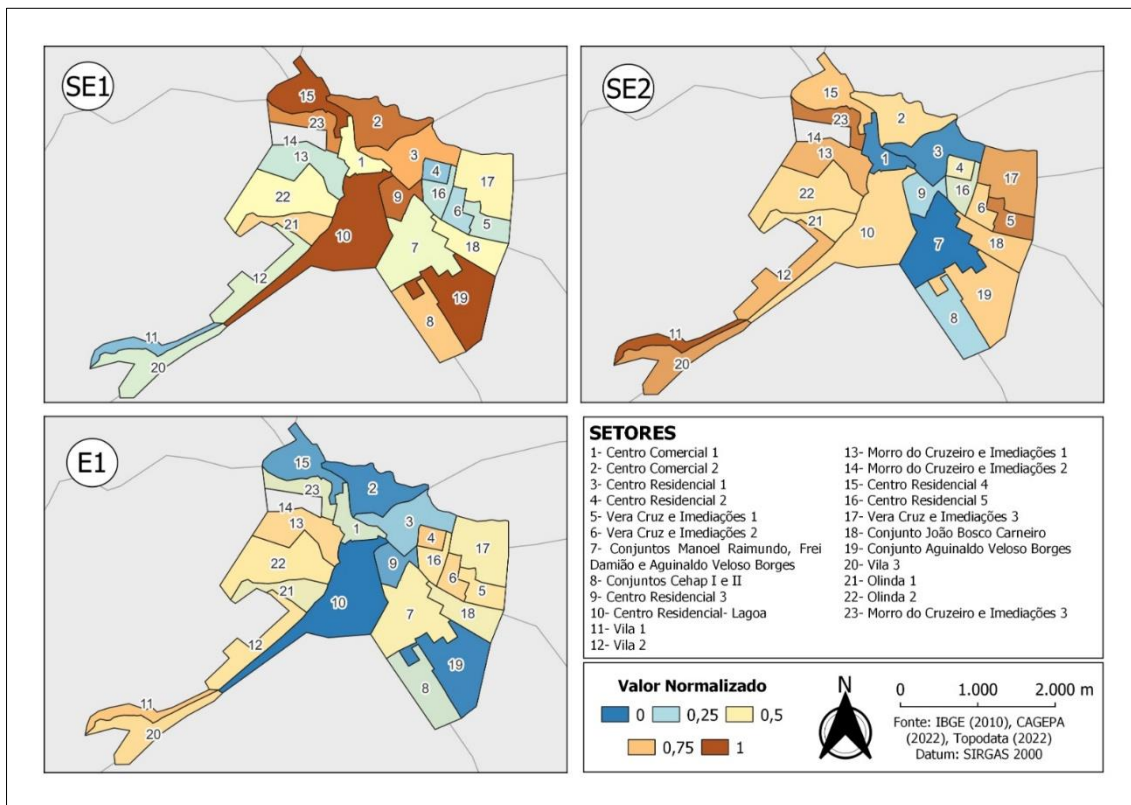 SE1
15
23
2
14
13
1
3
4
17
22
9
16
6
5
21
10
7
18
12
19
8
11
20
SE2
15
2
23
14
13
1
3
4
17
22
9
16
6
5
21
10
7
18
12
19
8
11
20
E1
15
2
23
14
13
1
3
4
17
22
9
16
6
5
21
10
7
18
12
19
8
11
20
SETORES
1- Centro Comercial 1
2- Centro Comercial 2
3- Centro Residencial 1
4- Centro Residencial 2
5- Vera Cruz e Imediações 1
6- Vera Cruz e Imediações 2
7- Conjuntos Manoel Raimundo, Frei
Damião e Aguinaldo Veloso Borges
8- Conjuntos Cehap I e II
9- Centro Residencial 3
10- Centro Residencial- Lagoa
11- Vila 1
12- Vila 2
13- Morro do Cruzeiro e Imediações 1
14- Morro do Cruzeiro e Imediações 2
15- Centro Residencial 4
16- Centro Residencial 5
17- Vera Cruz e Imediações 3
18- Conjunto João Bosco Carneiro
19- Conjunto Aguinaldo Veloso Borges
20- Vila 3
21- Olinda 1
22- Olinda 2
23- Morro do Cruzeiro e Imediações 3
Valor Normalizado
0 0,25 0,5
0,75 1
N
0 1.000 2.000 m
Fonte: IBGE (2010), CAGEPA
(2022), Topodata (2022)
Datum: SIRGAS 2000